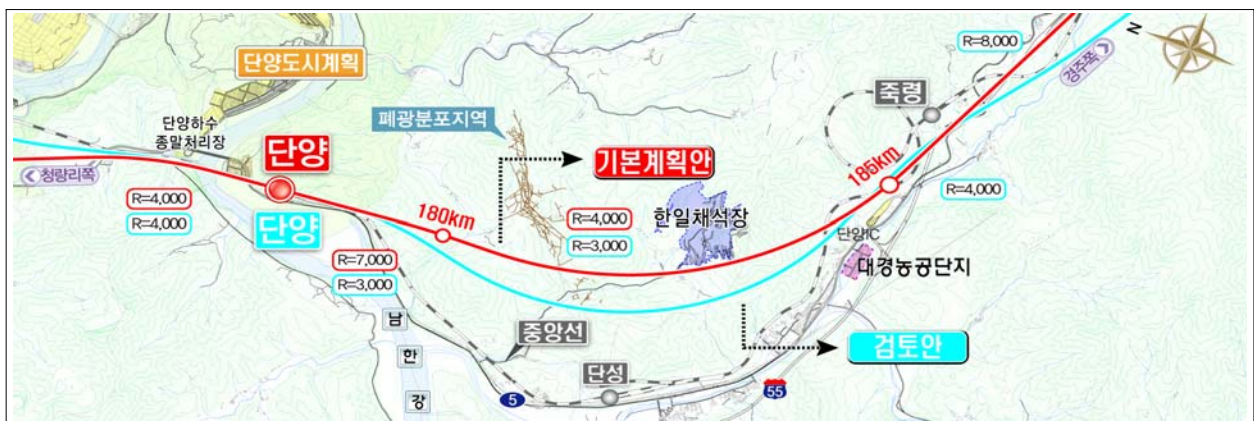 단양도시계획
R=8,000
N
경주쪽
죽령
폐광분포지역
단양하수
종말처리장
단양
기본계획안
185km
청량리쪽
R=4,000
R=4,000
단양
180km
R=4,000
R=3,000
한일채석장
R=4,000
단양IC
대경농공단지
R=7,000
R=3,000
남
한
강
중앙선
검토안
단성
5
55